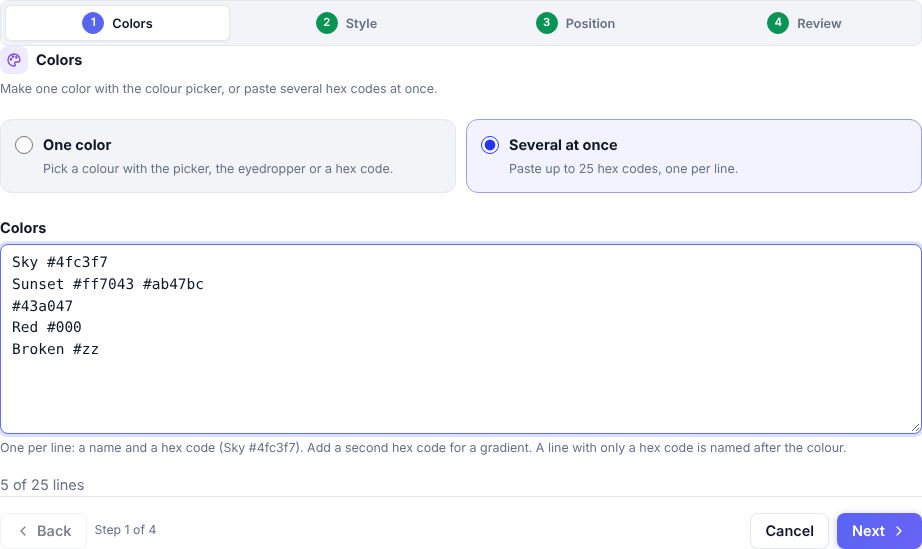 1 Colors
2 Style
3 Position
4 Review
Colors
Make one color with the colour picker, or paste several hex codes at once.
One color
Pick a colour with the picker, the eyedropper or a hex code.
Several at once
Paste up to 25 hex codes, one per line.
Colors
Sky #4fc3f7
Sunset #ff7043 #ab47bc
#43a047
Red #000
Broken #zz
One per line: a name and a hex code (Sky #4fc3f7). Add a second hex code for a gradient. A line with only a hex code is named after the colour.
5 of 25 lines
Back
Step 1 of 4
Cancel
Next